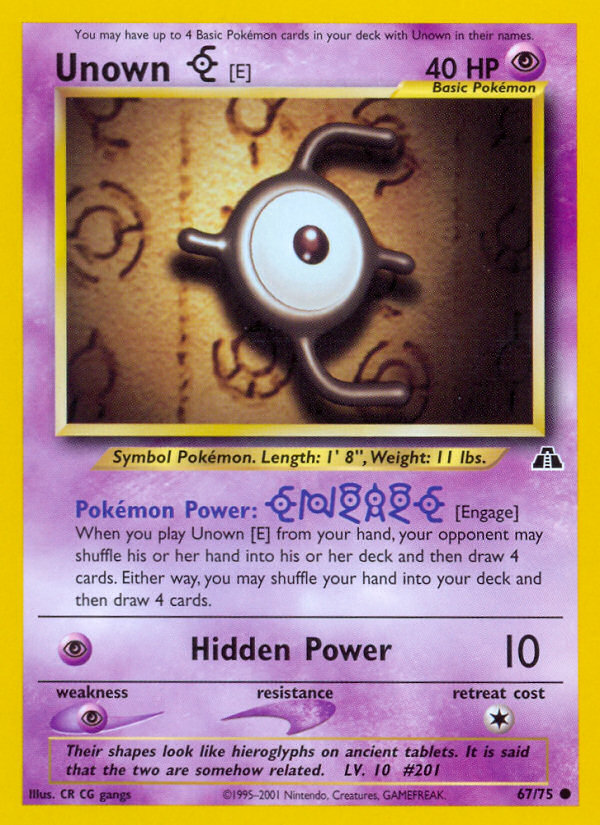 You may have up to 4 Basic Pokémon cards in your deck with Unown in their names.
Unown E [E] 40 HP
Basic Pokémon
Symbol Pokémon. Length: 1' 8", Weight: 11 lbs.
Pokémon Power: ENGAGE [Engage]
When you play Unown [E] from your hand, your opponent may
shuffle his or her hand into his or her deck and then draw 4
cards. Either way, you may shuffle your hand into your deck and
then draw 4 cards.
Hidden Power 10
weakness resistance retreat cost
Their shapes look like hieroglyphs on ancient tablets. It is said
that the two are somehow related. LV. 10 #201
Illus. CR CG gangs ©1995–2001 Nintendo, Creatures, GAMEFREAK. 67/75 ●